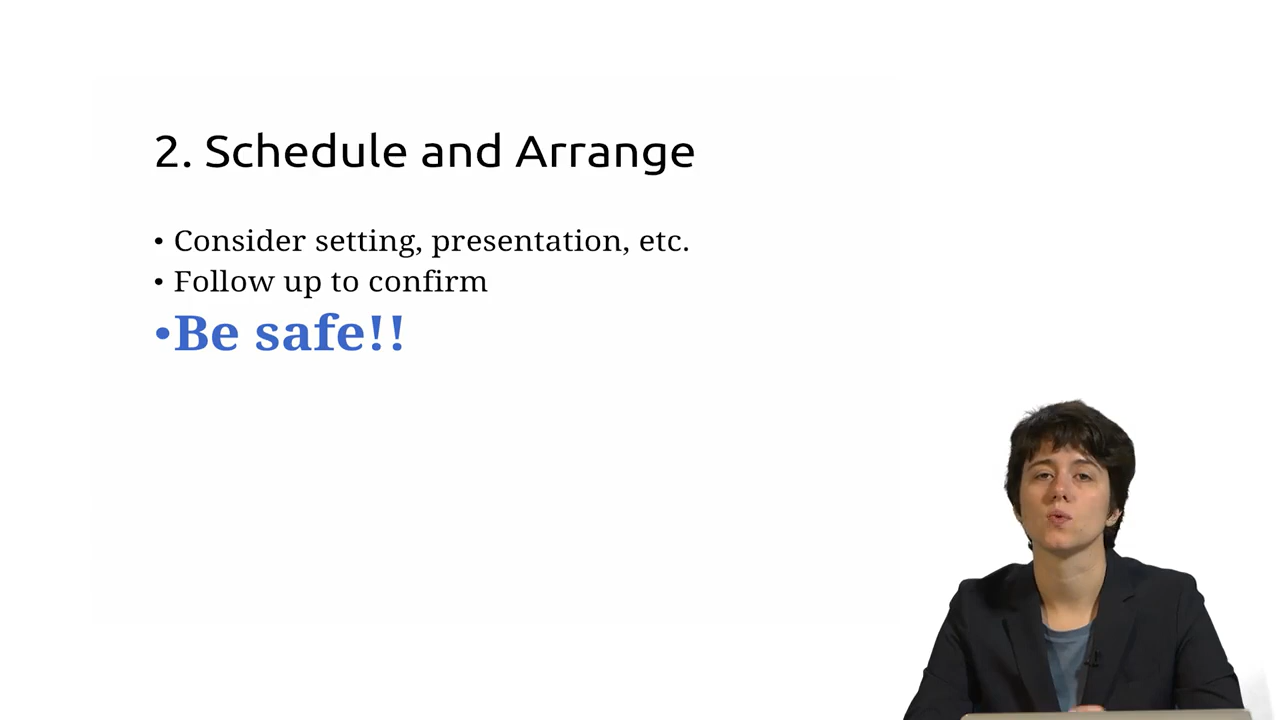 2. Schedule and Arrange
• Consider setting, presentation, etc.
• Follow up to confirm
•Be safe!!